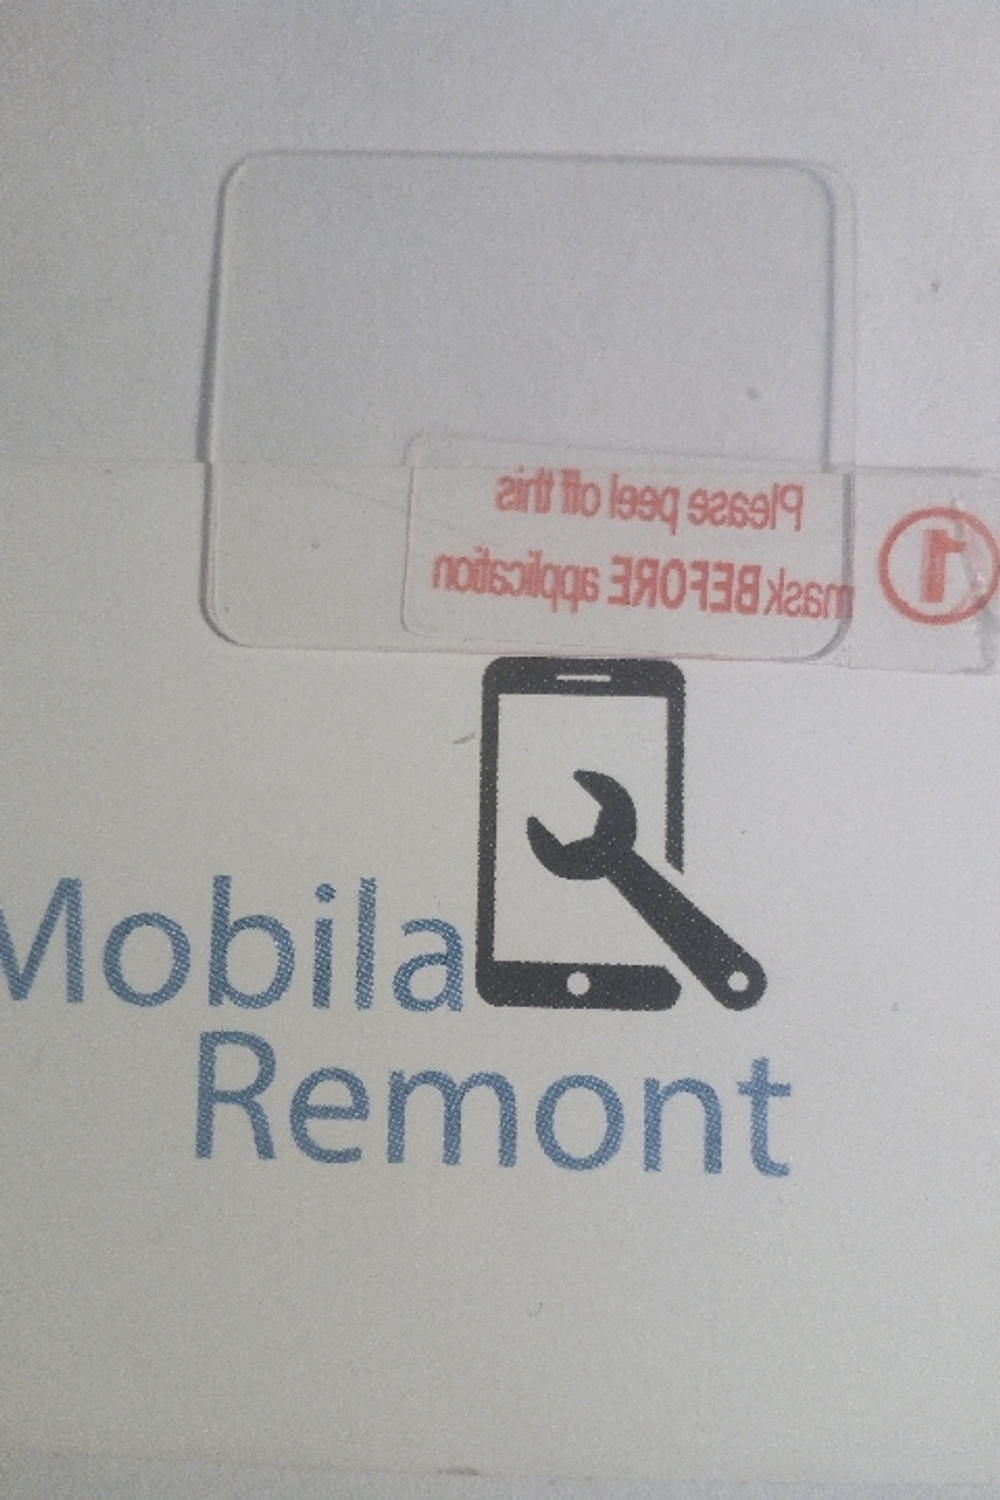 Please peel off this
mask BEFORE application
1
Mobila
Remont